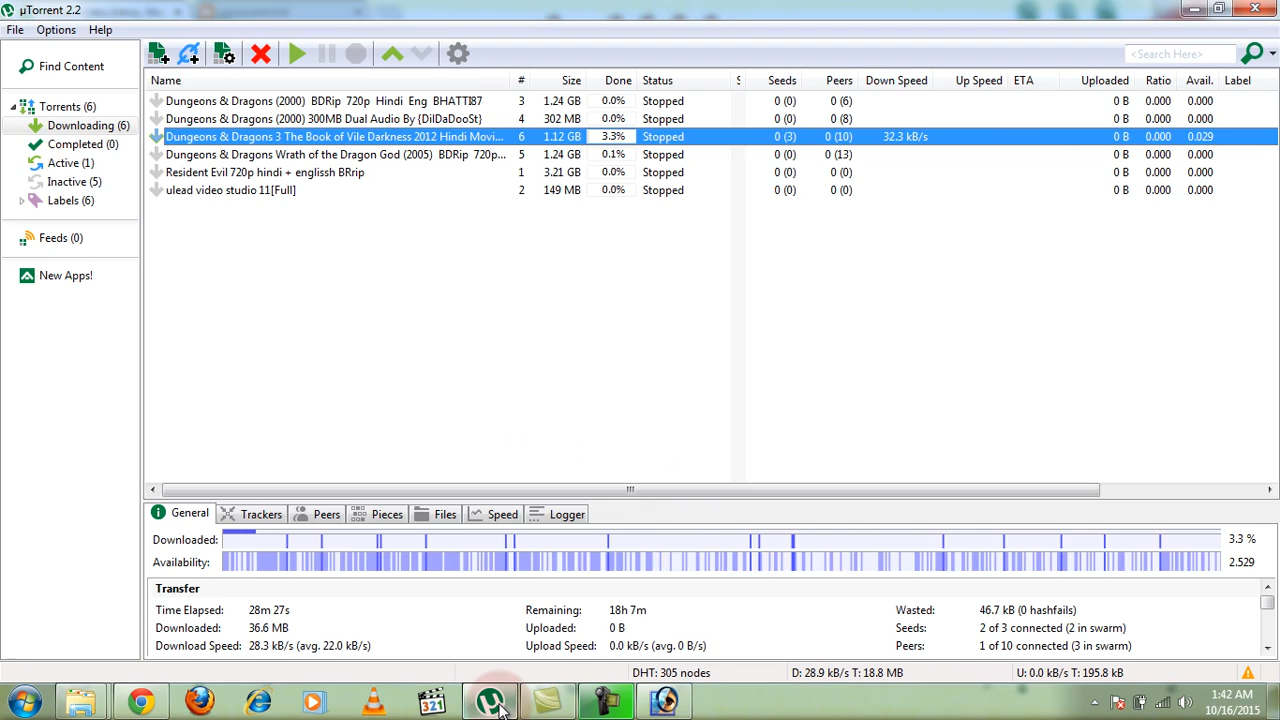 µTorrent 2.2
File Options Help
<Search Here>
Find Content
Torrents (6)
Downloading (6)
Completed (0)
Active (1)
Inactive (5)
Labels (6)
Feeds (0)
New Apps!
Name # Size Done Status S Seeds Peers Down Speed Up Speed ETA Uploaded Ratio Avail. Label
Dungeons & Dragons (2000) BDRip 720p Hindi Eng BHATTI87 3 1.24 GB 0.0% Stopped 0 (0) 0 (6) 0 B 0.000 0.000
Dungeons & Dragons (2000) 300MB Dual Audio By {DilDaDooSt} 4 302 MB 0.0% Stopped 0 (0) 0 (8) 0 B 0.000 0.000
Dungeons & Dragons 3 The Book of Vile Darkness 2012 Hindi Movi... 6 1.12 GB 3.3% Stopped 0 (3) 0 (10) 32.3 kB/s 0 B 0.000 0.029
Dungeons & Dragons Wrath of the Dragon God (2005) BDRip 720p... 5 1.24 GB 0.1% Stopped 0 (0) 0 (13) 0 B 0.000 0.000
Resident Evil 720p hindi + englissh BRrip 1 3.21 GB 0.0% Stopped 0 (0) 0 (0) 0 B 0.000 0.000
ulead video studio 11[Full] 2 149 MB 0.0% Stopped 0 (0) 0 (0) 0 B 0.000 0.000
General Trackers Peers Pieces Files Speed Logger
Downloaded: 3.3 %
Availability: 2.529
Transfer
Time Elapsed: 28m 27s Remaining: 18h 7m Wasted: 46.7 kB (0 hashfails)
Downloaded: 36.6 MB Uploaded: 0 B Seeds: 2 of 3 connected (2 in swarm)
Download Speed: 28.3 kB/s (avg. 22.0 kB/s) Upload Speed: 0.0 kB/s (avg. 0 B/s) Peers: 1 of 10 connected (3 in swarm)
DHT: 305 nodes D: 28.9 kB/s T: 18.8 MB U: 0.0 kB/s T: 195.8 kB
321
1:42 AM
10/16/2015